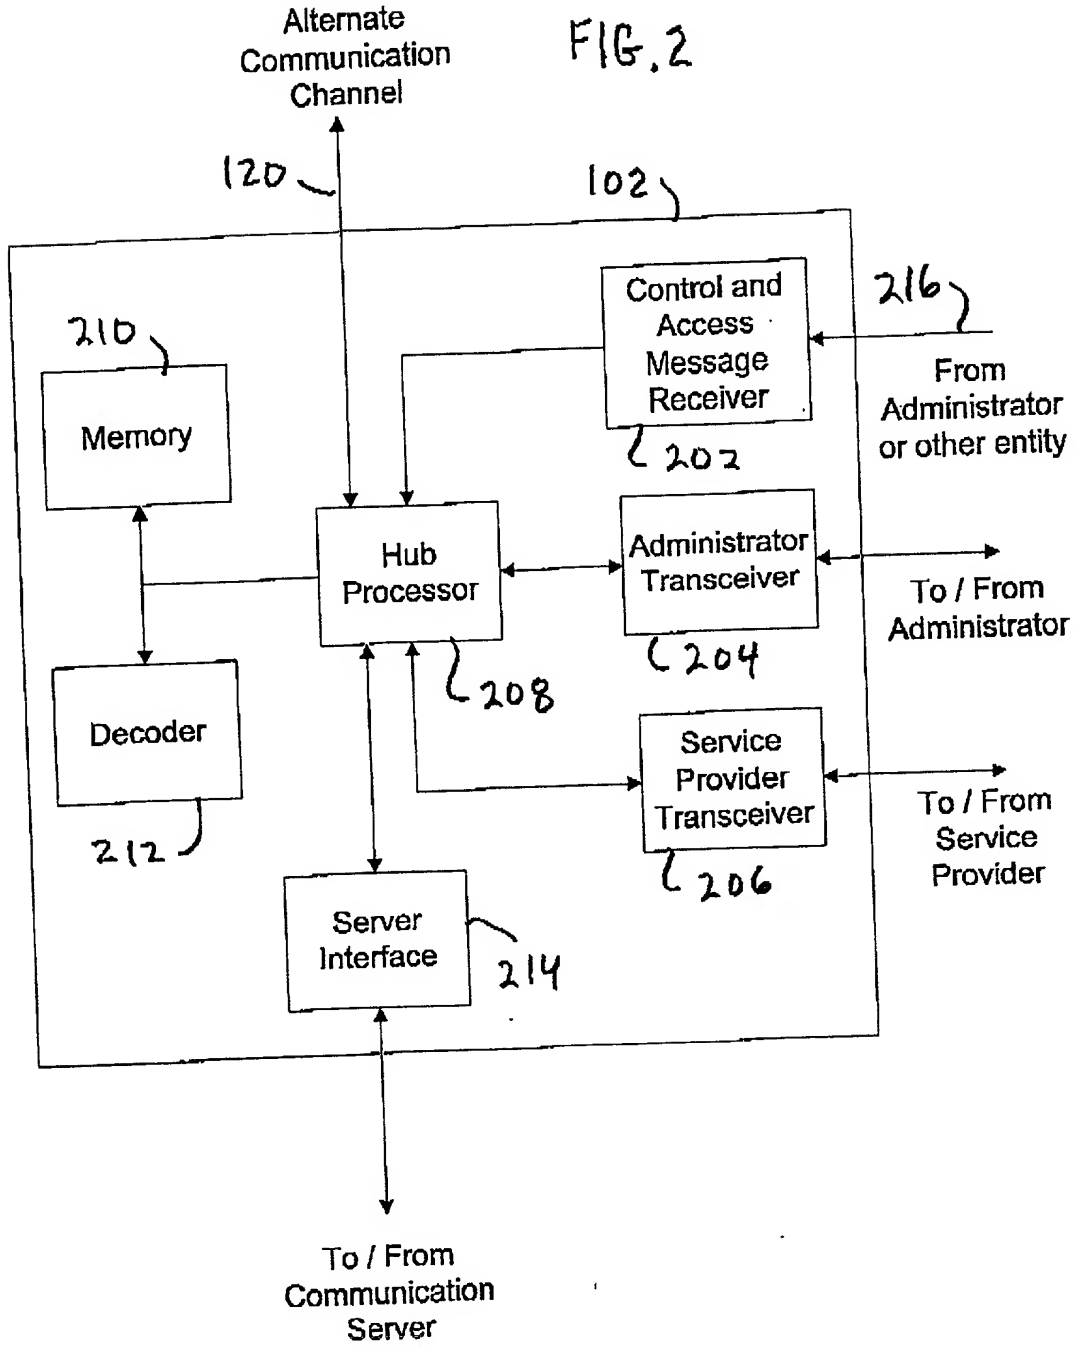 Alternate
Communication
Channel
FIG. 2
120
102
Control and
Access
Message
Receiver
216
From
Administrator
or other entity
210
Memory
202
Hub
Processor
Administrator
Transceiver
To / From
Administrator
204
208
Decoder
Service
Provider
Transceiver
To / From
Service
Provider
212
206
Server
Interface
214
To / From
Communication
Server